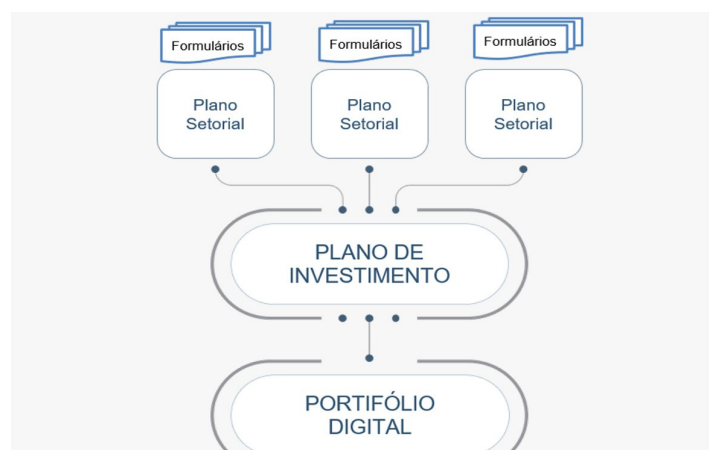 Formulários
Formulários
Formulários
Plano
Setorial
Plano
Setorial
Plano
Setorial
PLANO DE
INVESTIMENTO
PORTIFÓLIO
DIGITAL